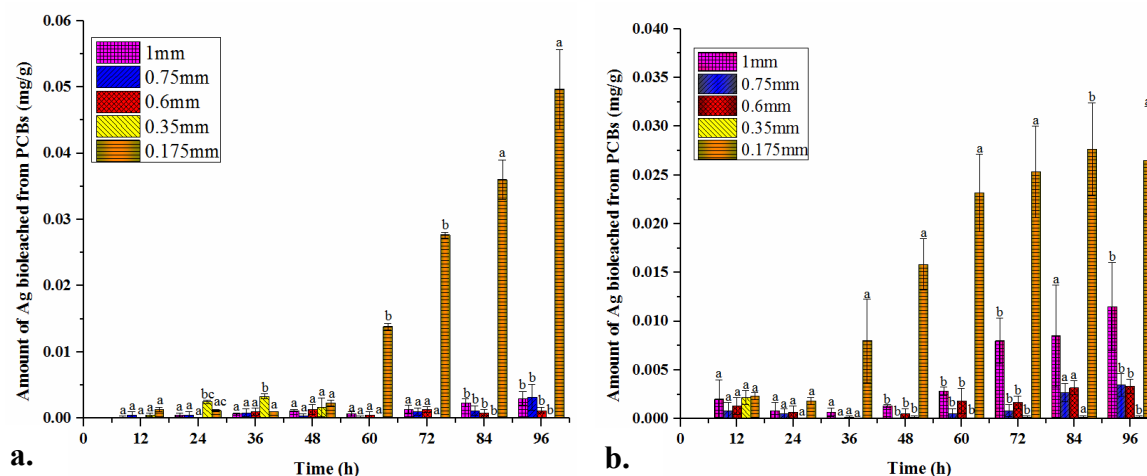 0.06
0.05
0.04
0.03
0.02
0.01
0.00
Amount of Ag bioleached from PCBs (mg/g)
1mm
0.75mm
0.6mm
0.35mm
0.175mm
a a a a a
a a a bc ac
a a a b a
a a a a a
a a a a b
a a a a b
b b b b a
b b b b a
0 12 24 36 48 60 72 84 96
Time (h)
a.
0.040
0.035
0.030
0.025
0.020
0.015
0.010
0.005
0.000
Amount of Ag bioleached from PCBs (mg/g)
1mm
0.75mm
0.6mm
0.35mm
0.175mm
a a a a a
a a a a a
a a a a a
b b b b a
b b b b a
b b b b a
a a a a b
b b b b
0 12 24 36 48 60 72 84 96
Time (h)
b.